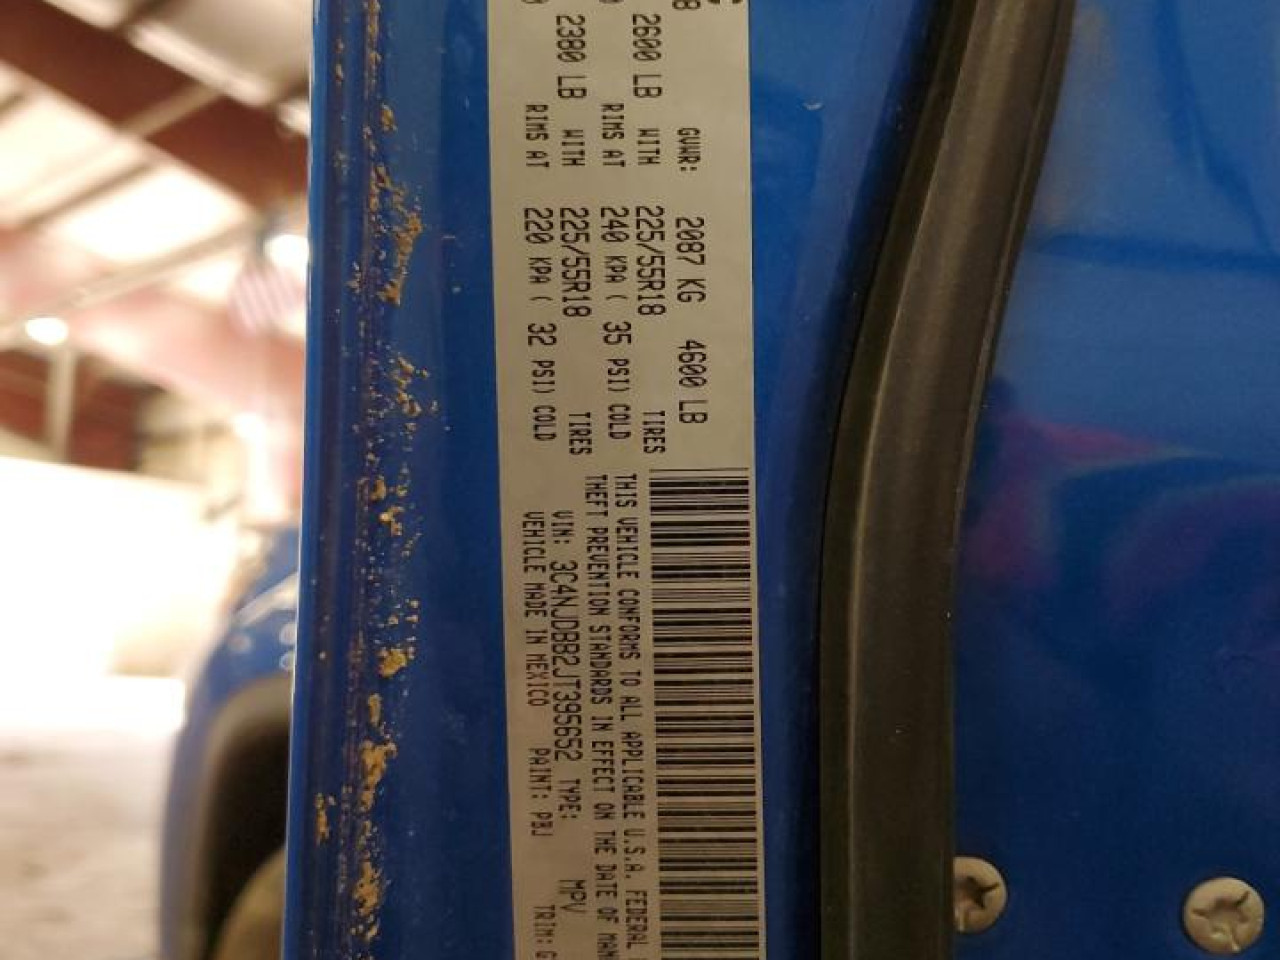 GVWR: 2087 KG 4600 LB
2600 LB WITH 225/55R18 TIRES
RIMS AT 240 KPA ( 35 PSI) COLD
2380 LB WITH 225/55R18 TIRES
RIMS AT 220 KPA ( 32 PSI) COLD
THIS VEHICLE CONFORMS TO ALL APPLICABLE U.S.A. FEDERAL
THEFT PREVENTION STANDARDS IN EFFECT ON THE DATE OF MAN
VIN: 3C4NJDBB2JT395652 TYPE: MPV
VEHICLE MADE IN MEXICO PAINT: PBJ TRIM: G